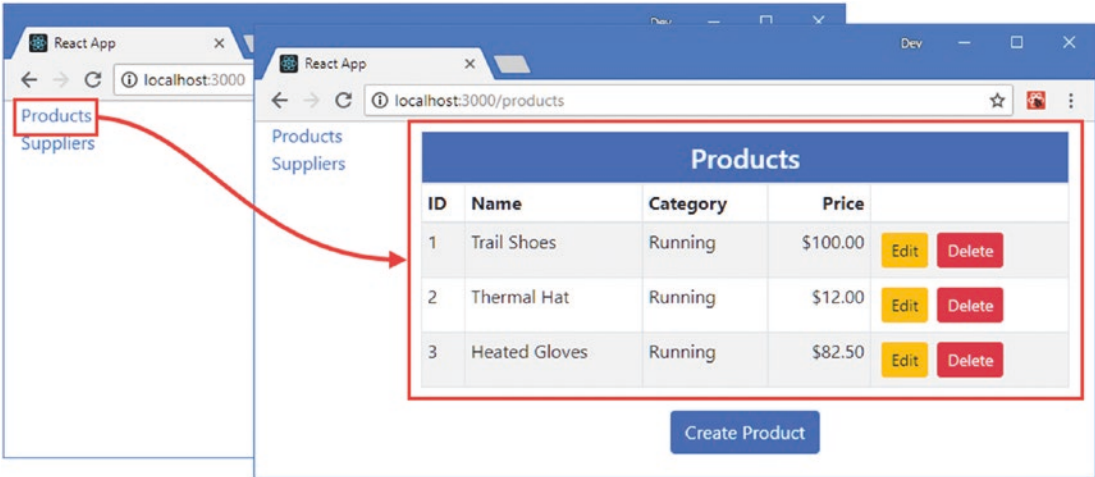 Dev
React App
localhost:3000
Products
Suppliers
Dev
React App
localhost:3000/products
Products
Suppliers
Products
ID Name Category Price
1 Trail Shoes Running $100.00 Edit Delete
2 Thermal Hat Running $12.00 Edit Delete
3 Heated Gloves Running $82.50 Edit Delete
Create Product